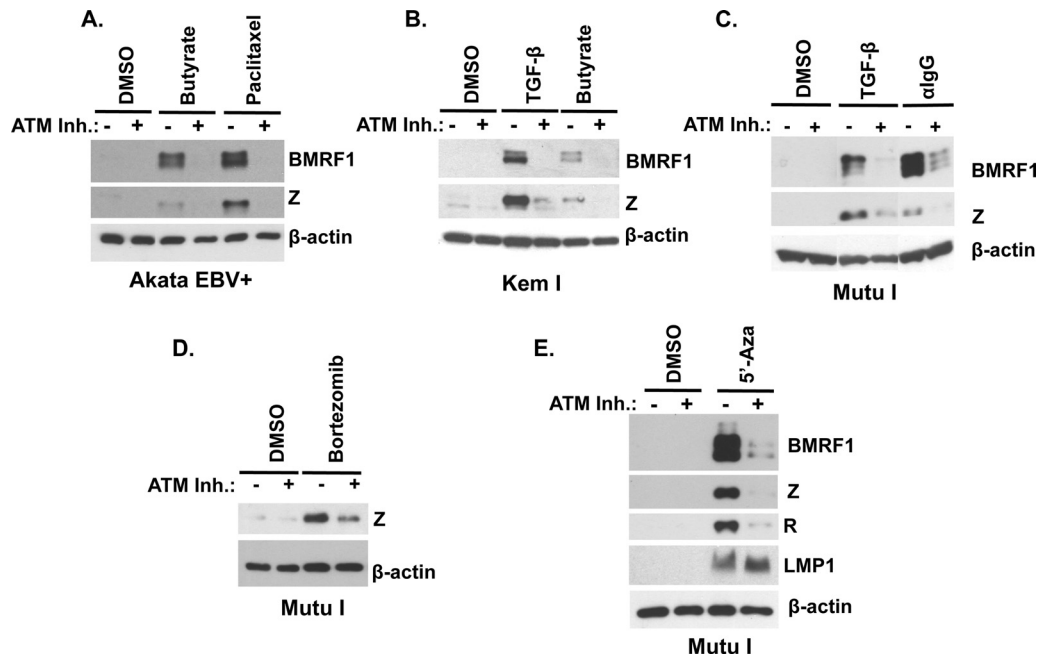 A.
DMSO
Butyrate
Paclitaxel
ATM Inh.: - + - + - +
BMRF1
Z
β-actin
Akata EBV+
B.
DMSO
TGF-β
Butyrate
ATM Inh.: - + - + - +
BMRF1
Z
β-actin
Kem I
C.
DMSO
TGF-β
αIgG
ATM Inh.: - + - + - +
BMRF1
Z
β-actin
Mutu I
D.
DMSO
Bortezomib
ATM Inh.: - + - +
Z
β-actin
Mutu I
E.
DMSO
5'-Aza
ATM Inh.: - + - +
BMRF1
Z
R
LMP1
β-actin
Mutu I